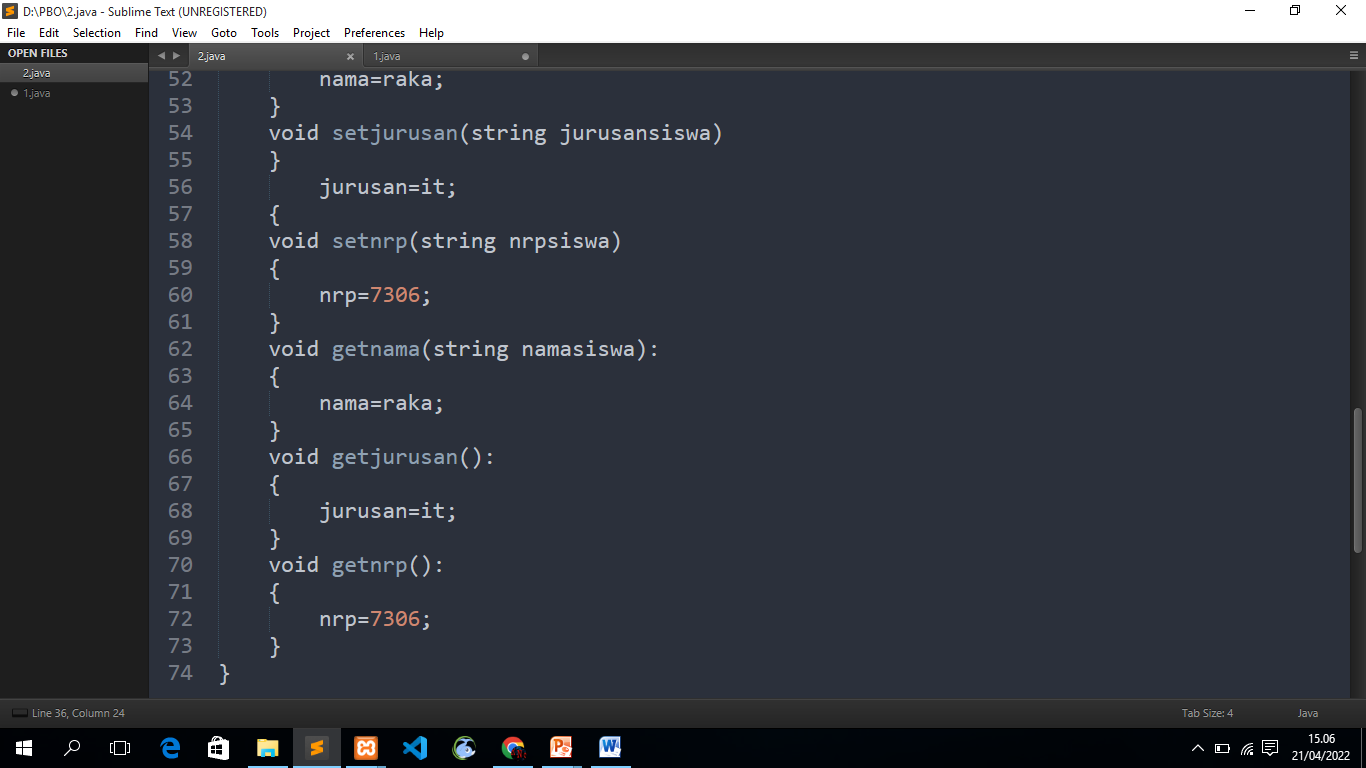 D:\PBO\2.java - Sublime Text (UNREGISTERED)
File Edit Selection Find View Goto Tools Project Preferences Help
OPEN FILES
2.java
1.java
2.java
1.java
52 nama=raka;
53 }
54 void setjurusan(string jurusansiswa)
55 }
56 jurusan=it;
57 {
58 void setnrp(string nrpsiswa)
59 {
60 nrp=7306;
61 }
62 void getnama(string namasiswa):
63 {
64 nama=raka;
65 }
66 void getjurusan():
67 {
68 jurusan=it;
69 }
70 void getnrp():
71 {
72 nrp=7306;
73 }
74 }
Line 36, Column 24
Tab Size: 4
Java
15.06
21/04/2022